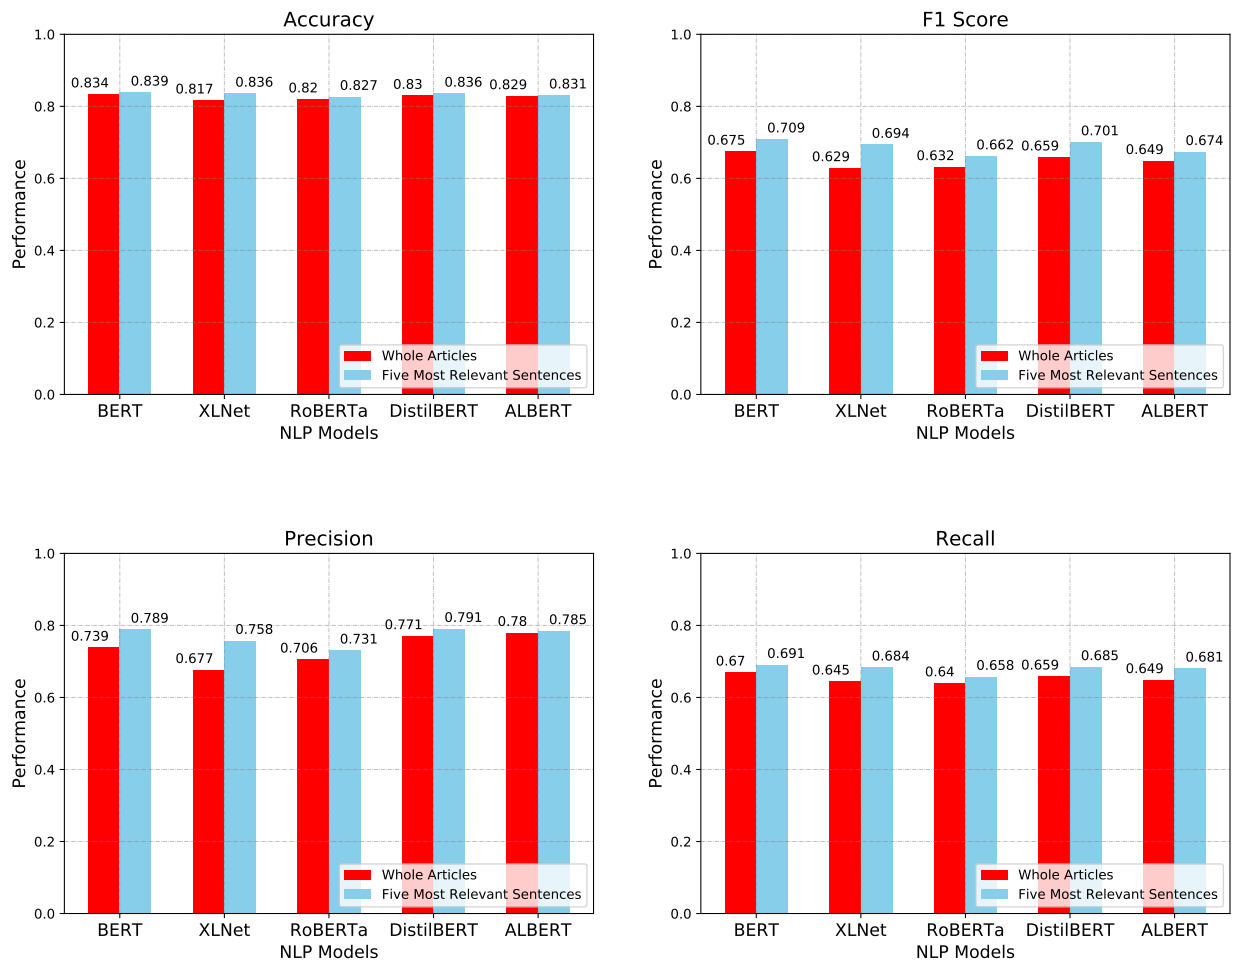 Accuracy
1.0
0.8
0.6
0.4
0.2
0.0
Performance
0.834
0.839
0.817
0.836
0.82
0.827
0.83
0.836
0.829
0.831
Whole Articles
Five Most Relevant Sentences
BERT XLNet RoBERTa DistilBERT ALBERT
NLP Models
F1 Score
1.0
0.8
0.6
0.4
0.2
0.0
Performance
0.675
0.709
0.629
0.694
0.632
0.662
0.659
0.701
0.649
0.674
Whole Articles
Five Most Relevant Sentences
BERT XLNet RoBERTa DistilBERT ALBERT
NLP Models
Precision
1.0
0.8
0.6
0.4
0.2
0.0
Performance
0.739
0.789
0.677
0.758
0.706
0.731
0.771
0.791
0.78
0.785
Whole Articles
Five Most Relevant Sentences
BERT XLNet RoBERTa DistilBERT ALBERT
NLP Models
Recall
1.0
0.8
0.6
0.4
0.2
0.0
Performance
0.67
0.691
0.645
0.684
0.64
0.658
0.659
0.685
0.649
0.681
Whole Articles
Five Most Relevant Sentences
BERT XLNet RoBERTa DistilBERT ALBERT
NLP Models